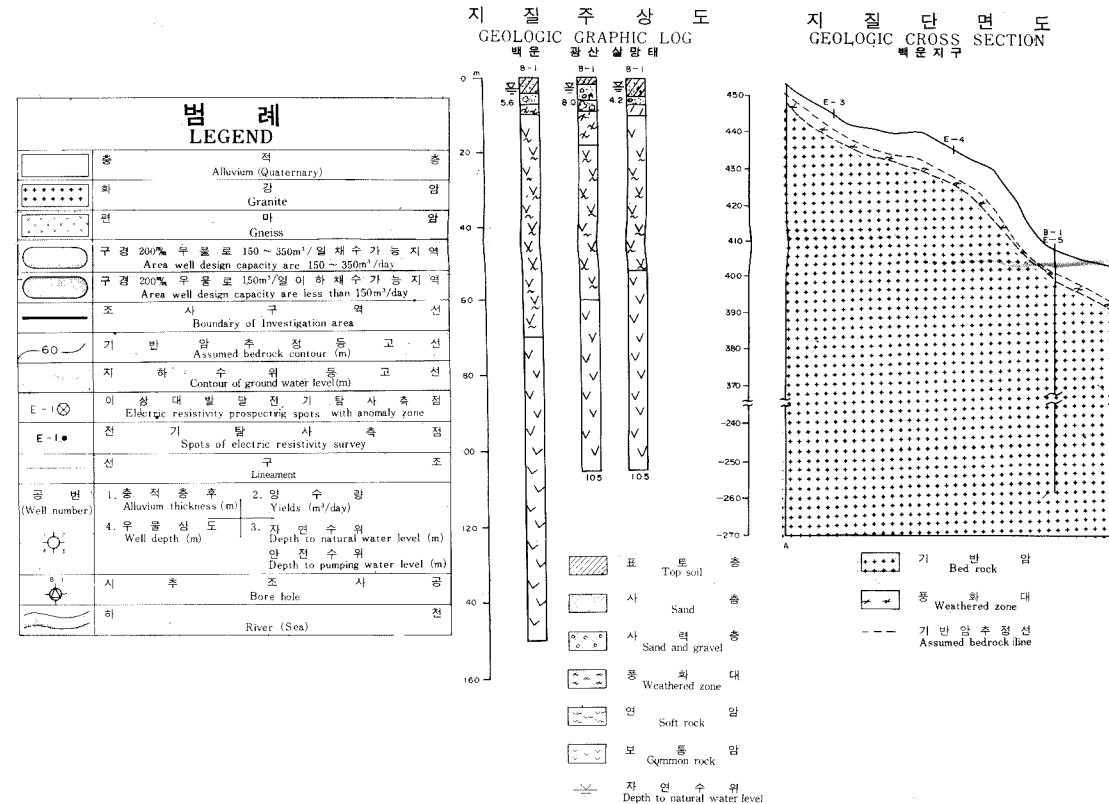 지 질 주 상 도
GEOLOGIC GRAPHIC LOG
백운 광산 살망태
B-1 B-1 B-1
0 m
5.6 8.0 4.2
20
40
60
80
00
120
40
160
105 105
표 토 층
Top soil
사 층
Sand
사 력 층
Sand and gravel
풍 화 대
Weathered zone
연 암
Soft rock
보 통 암
Common rock
자 연 수 위
Depth to natural water level
지 질 단 면 도
GEOLOGIC CROSS SECTION
백운지구
450
440
430
420
410
400
390
380
370
-240
-250
-260
-270
E-3
E-4
B-1
E-5
A
기 반 암
Bed rock
풍 화 대
Weathered zone
기 반 암 추 정 선
Assumed bedrock line
범 례
LEGEND
충 적 층
Alluvium (Quaternary)
화 강 암
Granite
편 마 암
Gneiss
구 경 200㎜ 우 물 로 150 ~ 350m³/일 채 수 가 능 지 역
Area well design capacity are 150 ~ 350m³/day
구 경 200㎜ 우 물 로 150m³/일 이 하 채 수 가 능 지 역
Area well design capacity are less than 150m³/day
조 사 구 역 선
Boundary of Investigation area
60
기 반 암 추 정 등 고 선
Assumed bedrock contour (m)
지 하 수 위 등 고 선
Contour of ground water level(m)
E-1
이 상 대 발 달 전 기 탐 사 측 점
Electric resistivity prospecting spots with anomaly zone
E-1
전 기 탐 사 측 점
Spots of electric resistivity survey
선 구 조
Lineament
공 번
(Well number)
1. 충 적 층 후
Alluvium thickness (m)
2. 양 수 량
Yields (m³/day)
4. 우 물 심 도
Well depth (m)
3. 자 연 수 위
Depth to natural water level (m)
안 전 수 위
Depth to pumping water level (m)
B-1
시 추 조 사 공
Bore hole
하 천
River (Sea)